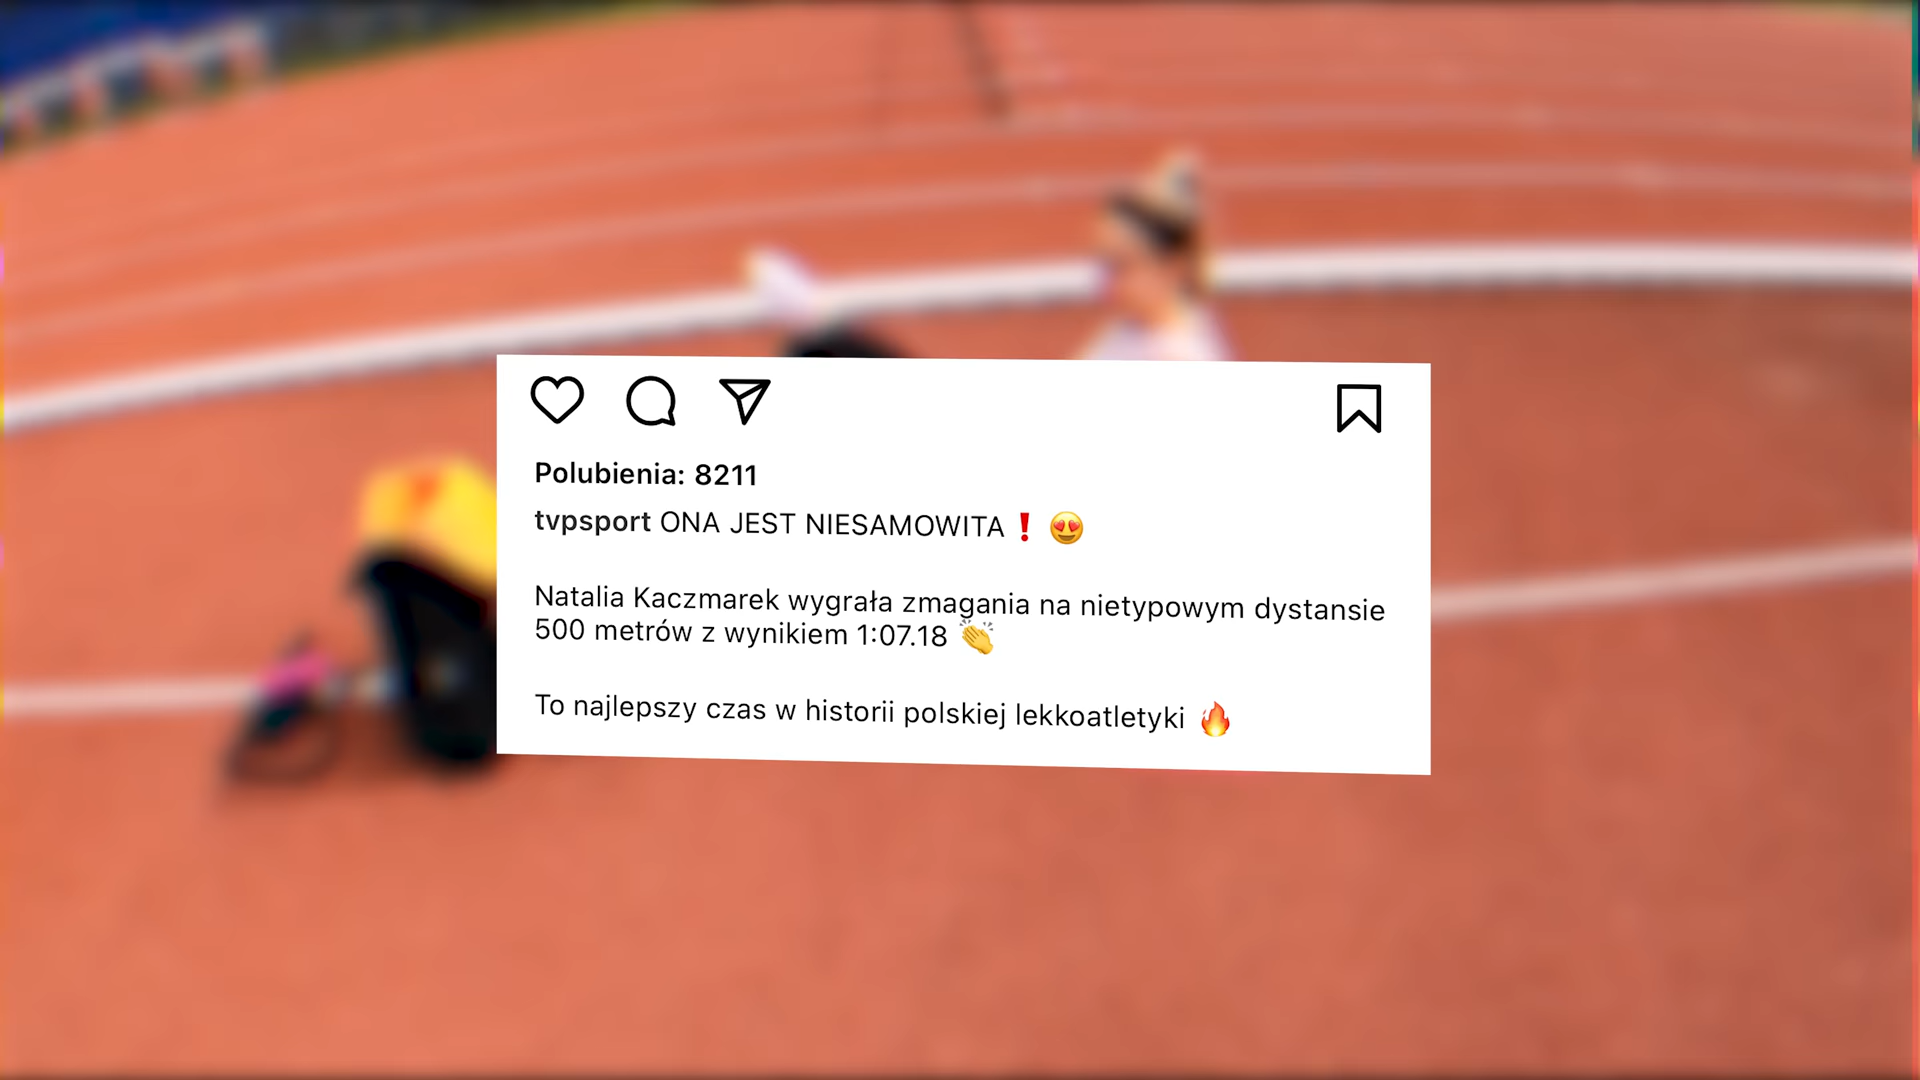 Polubienia: 8211
tvpsport ONA JEST NIESAMOWITA❗ 😍
Natalia Kaczmarek wygrała zmagania na nietypowym dystansie
500 metrów z wynikiem 1:07.18 👏
To najlepszy czas w historii polskiej lekkoatletyki 🔥